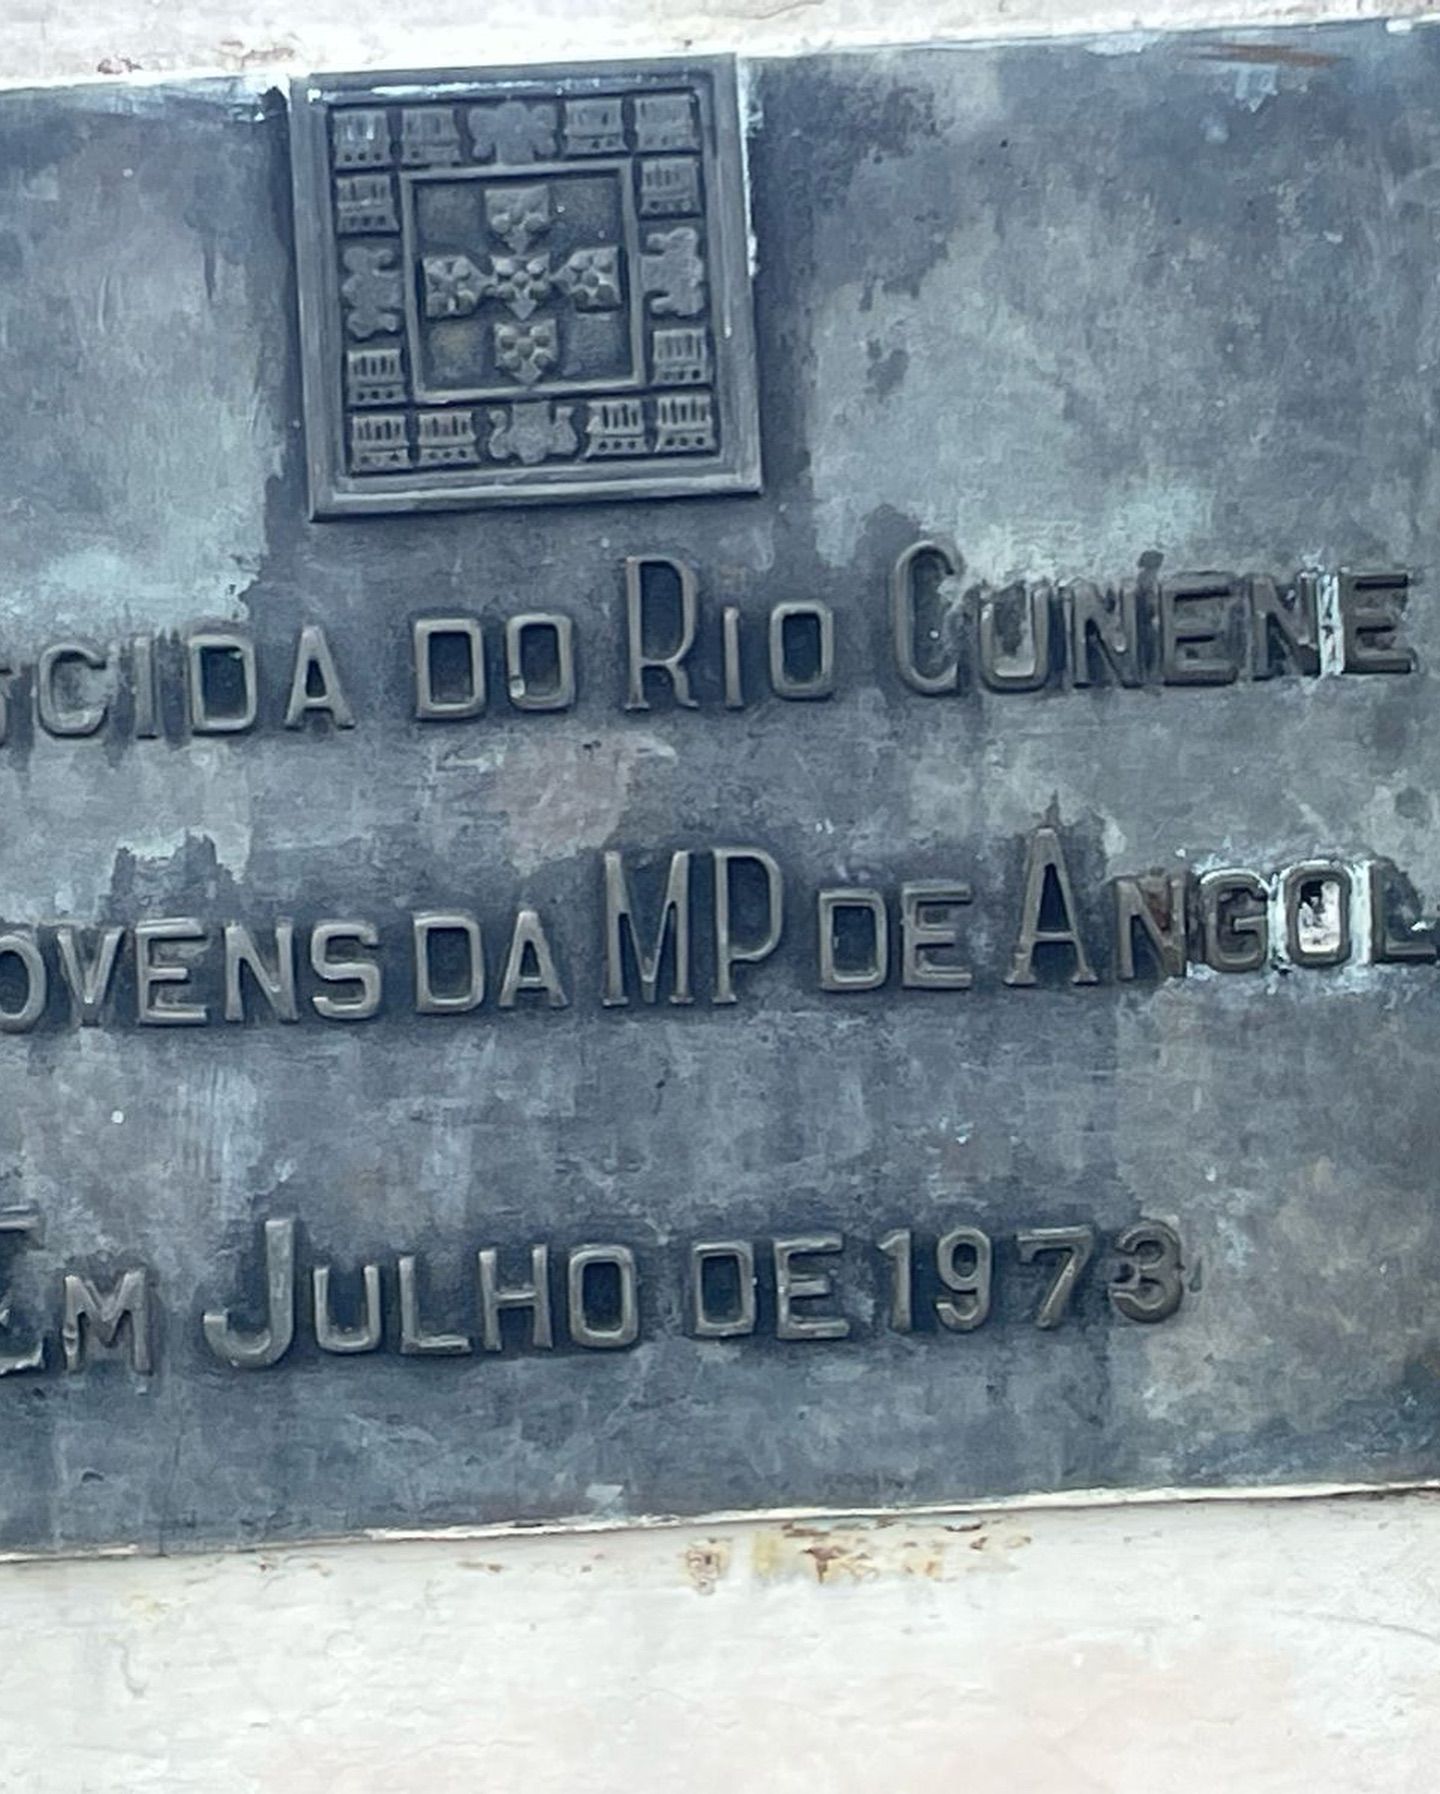 SCIDA DO RIO CUNENE
OVENS DA MP DE ANGOL
EM JULHO DE 1973